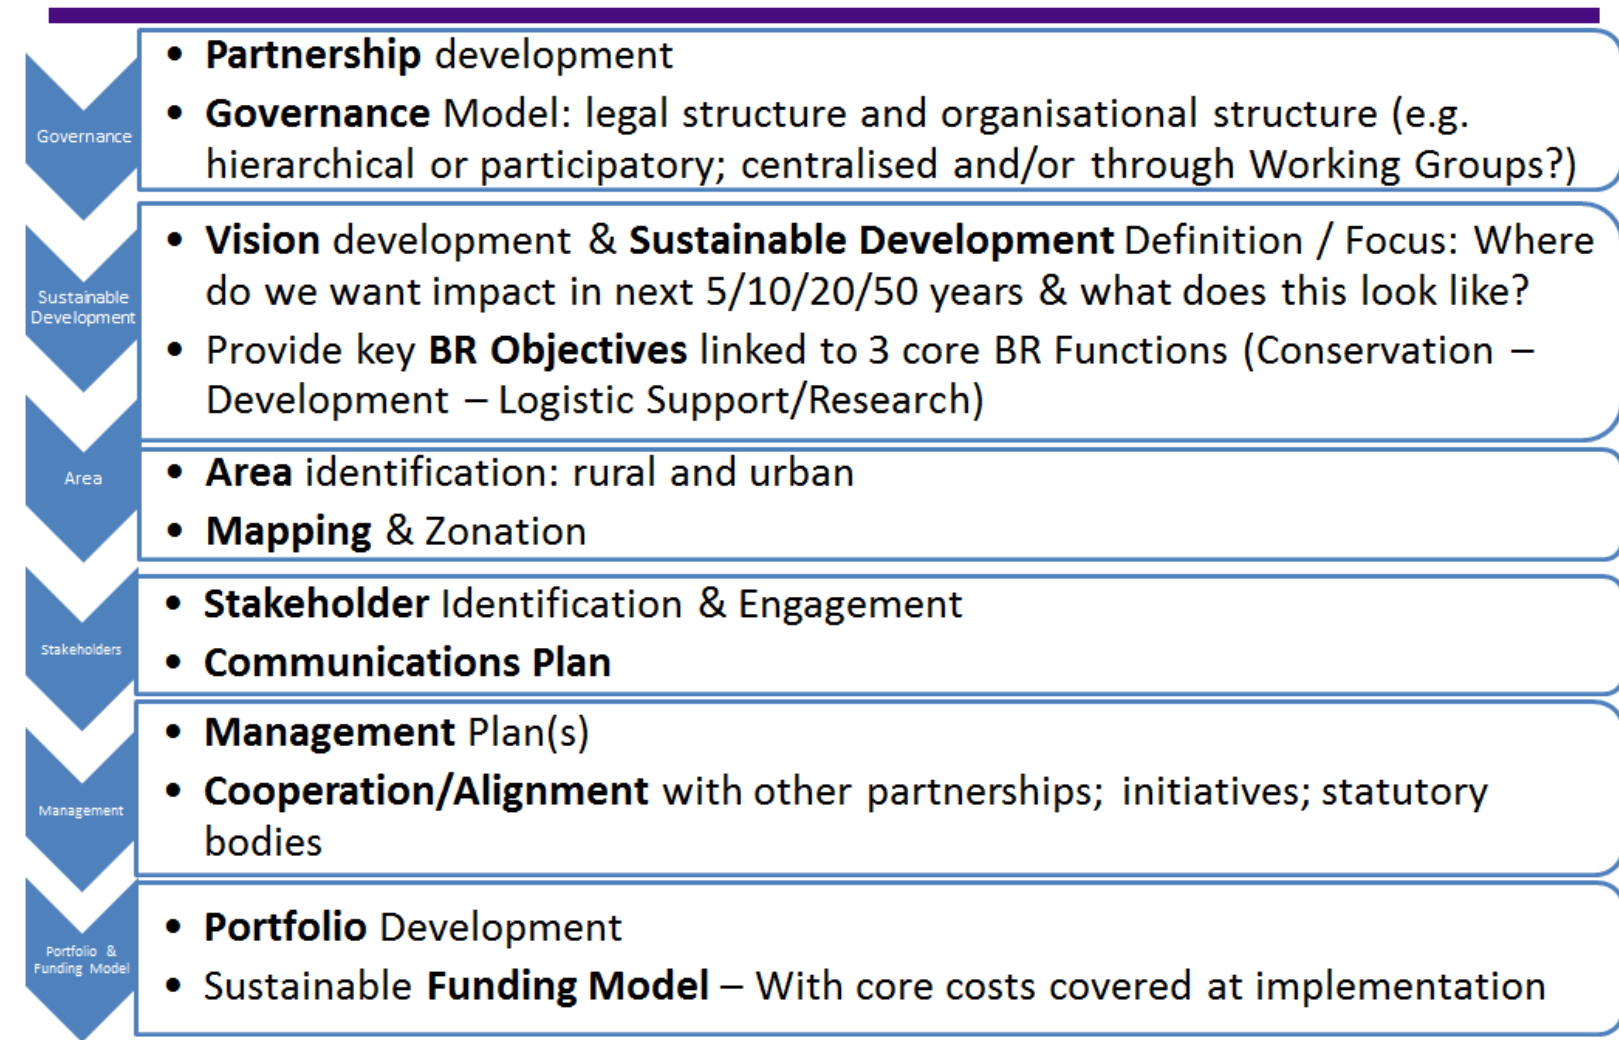 Governance
• Partnership development
• Governance Model: legal structure and organisational structure (e.g.
hierarchical or participatory; centralised and/or through Working Groups?)
Sustainable
Development
• Vision development & Sustainable Development Definition / Focus: Where
do we want impact in next 5/10/20/50 years & what does this look like?
• Provide key BR Objectives linked to 3 core BR Functions (Conservation –
Development – Logistic Support/Research)
Area
• Area identification: rural and urban
• Mapping & Zonation
Stakeholders
• Stakeholder Identification & Engagement
• Communications Plan
Management
• Management Plan(s)
• Cooperation/Alignment with other partnerships; initiatives; statutory
bodies
Portfolio &
Funding Model
• Portfolio Development
• Sustainable Funding Model – With core costs covered at implementation